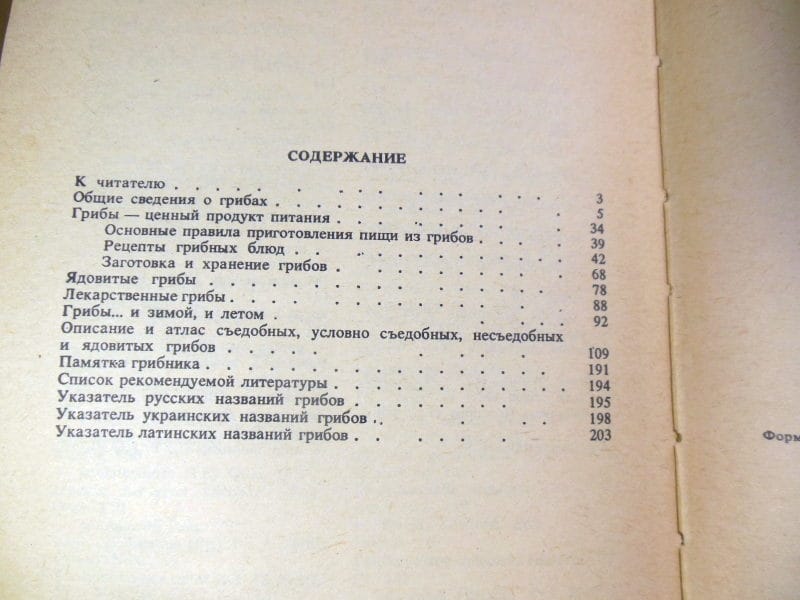 СОДЕРЖАНИЕ
К читателю . . . . . . . . . . . . . 3
Общие сведения о грибах . . . . . . . . . . . . . 5
Грибы — ценный продукт питания . . . . . . . . . . 34
Основные правила приготовления пищи из грибов . . . . 39
Рецепты грибных блюд . . . . . . . . . . . 42
Заготовка и хранение грибов . . . . . . . . . . 68
Ядовитые грибы . . . . . . . . . . . . . 78
Лекарственные грибы . . . . . . . . . . . . . 88
Грибы... и зимой, и летом . . . . . 92
Описание и атлас съедобных, условно съедобных, несъедобных
и ядовитых грибов . . . . . . . . 109
Памятка грибника . . . . . . . . . . . . . 191
Список рекомендуемой литературы . . . . . . . . . . 194
Указатель русских названий грибов . . . . . . . . . 195
Указатель украинских названий грибов . . . . . . 198
Указатель латинских названий грибов . . . . . . 203
Форм